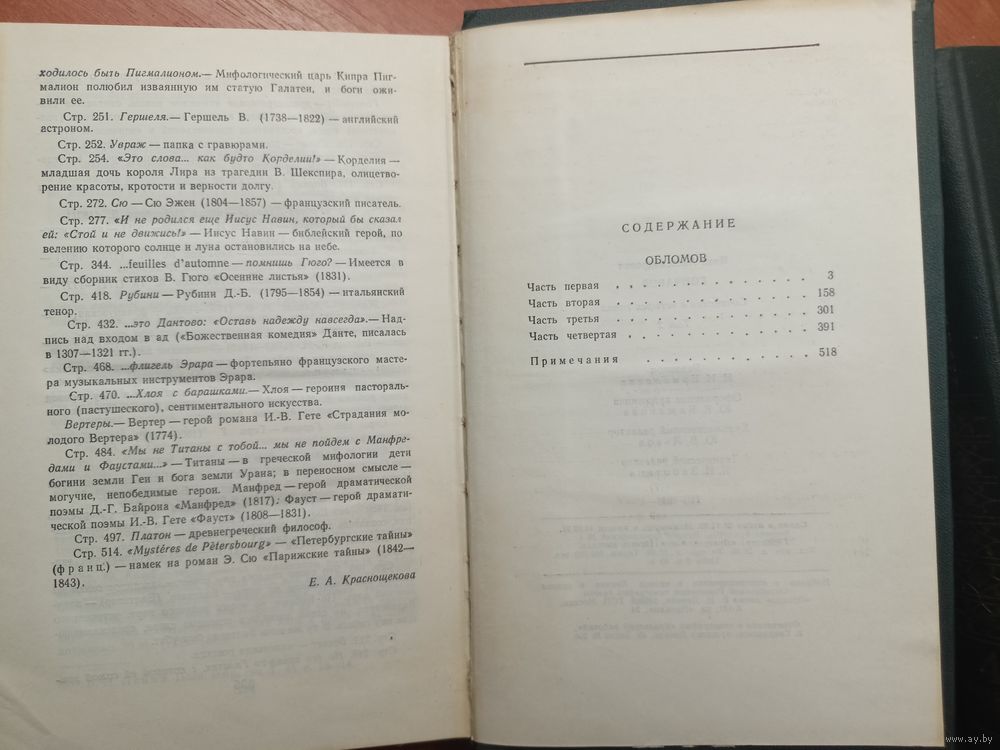 ходилось быть Пигмалионом.— Мифологический царь Кипра Пиг-
малион полюбил изваянную им статую Галатеи, и боги ожи-
вили ее.
Стр. 251. Гершеля.— Гершель В. (1738—1822) — английский
астроном.
Стр. 252. Увраж — папка с гравюрами.
Стр. 254. «Это слова... как будто Корделии!» — Корделия —
младшая дочь короля Лира из трагедии В. Шекспира, олицетво-
рение красоты, кротости и верности долгу.
Стр. 272. Сю — Сю Эжен (1804—1857) — французский писатель.
Стр. 277. «И не родился еще Иисус Навин, который бы сказал
ей: «Стой и не движись!» — Иисус Навин — библейский герой, по
велению которого солнце и луна остановились на небе.
Стр. 344. ...feuilles d'automne — помнишь Гюго? — Имеется в
виду сборник стихов В. Гюго «Осенние листья» (1831).
Стр. 418. Рубини — Рубини Д.-Б. (1795—1854) — итальянский
тенор.
Стр. 432. ...это Дантово: «Оставь надежду навсегда».— Над-
пись над входом в ад («Божественная комедия» Данте, писалась
в 1307—1321 гг.).
Стр. 468. ...флигель Эрара — фортепьяно французского масте-
ра музыкальных инструментов Эрара.
Стр. 470. ...Хлоя с барашками.— Хлоя — героиня пастораль-
ного (пастушеского), сентиментального искусства.
Вертеры.— Вертер — герой романа И.-В. Гете «Страдания мо-
лодого Вертера» (1774).
Стр. 484. «Мы не Титаны с тобой... мы не пойдем с Манфре-
дами и Фаустами...» — Титаны — в греческой мифологии дети
богини земли Геи и бога земли Урана; в переносном смысле —
могучие, непобедимые герои. Манфред — герой драматической
поэмы Д.-Г. Байрона «Манфред» (1817); Фауст — герой драмати-
ческой поэмы И.-В. Гете «Фауст» (1808—1831).
Стр. 497. Платон — древнегреческий философ.
Стр. 514. «Mystéres de Pètersbourg» — «Петербургские тайны»
(франц.) — намек на роман Э. Сю «Парижские тайны» (1842—
1843).
Е. А. Краснощекова
СОДЕРЖАНИЕ
ОБЛОМОВ
Часть первая . . . . . . . . . . . 3
Часть вторая . . . . . . . . . . . 158
Часть третья . . . . . . . . . . . 301
Часть четвертая . . . . . . . . . . 391
Примечания . . . . . . . . . 518
www.ay.by